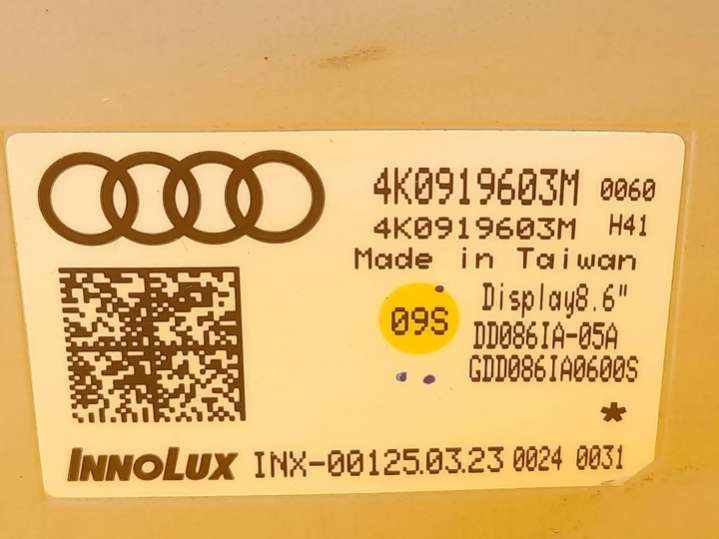 4K0919603M 0060
4K0919603M H41
Made in Taiwan
09S
Display8.6"
DD086IA-05A
GDD086IA0600S
*
INNOLUX INX-00125.03.23 0024 0031